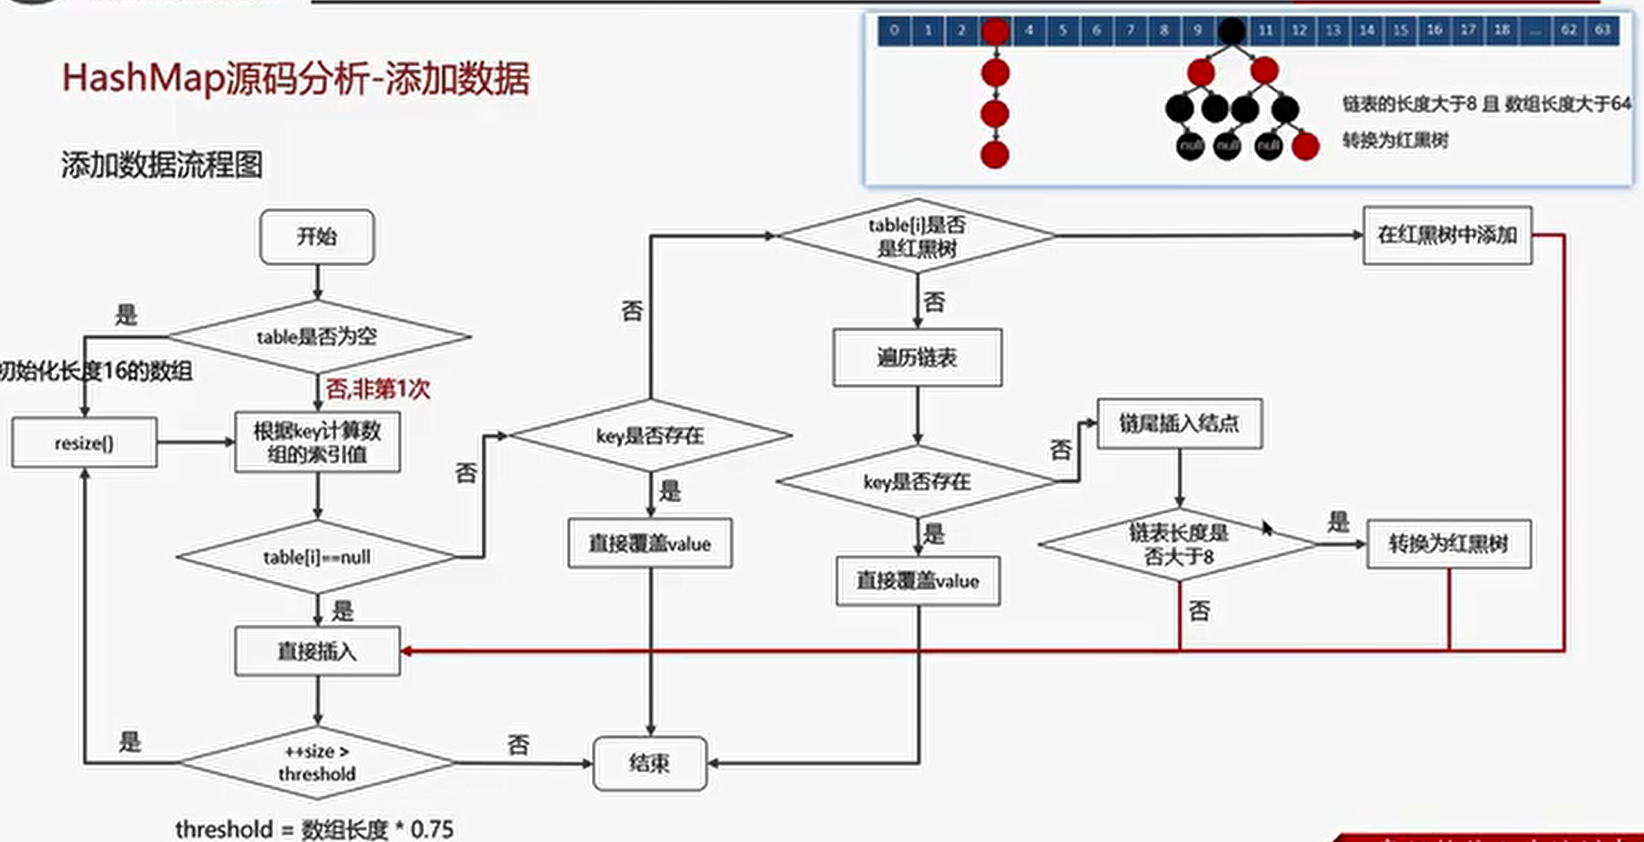 HashMap源码分析-添加数据
添加数据流程图
0 1 2 4 5 6 7 8 9 11 12 13 14 15 16 17 18 ... 62 63
null null null
链表的长度大于8 且 数组长度大于64
转换为红黑树
开始
table是否为空
是
初始化长度16的数组
否,非第1次
resize()
根据key计算数
组的索引值
table[i]==null
否
是
直接插入
++size >
threshold
是
否
threshold = 数组长度 * 0.75
key是否存在
否
是
直接覆盖value
结束
table[i]是否
是红黑树
在红黑树中添加
否
遍历链表
key是否存在
否
是
直接覆盖value
链尾插入结点
链表长度是
否大于8
是
否
转换为红黑树